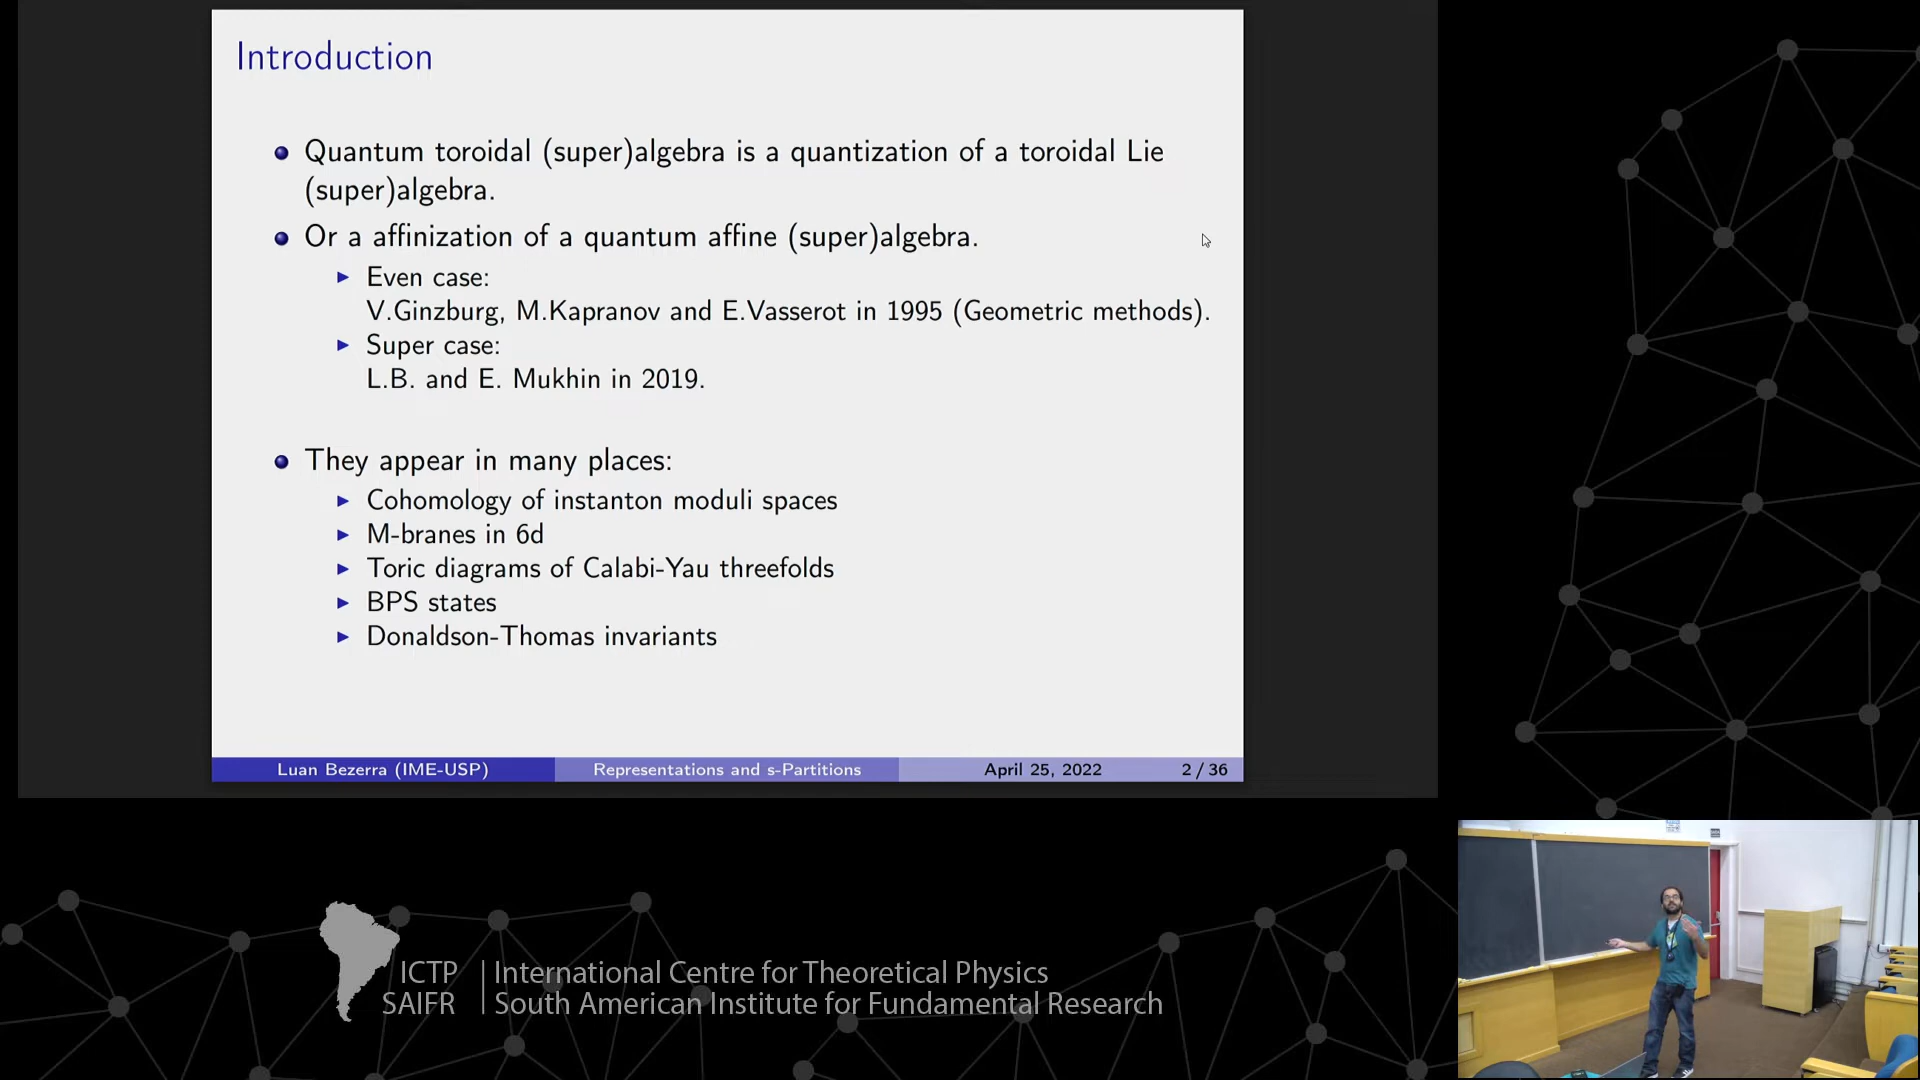 Introduction
Quantum toroidal (super)algebra is a quantization of a toroidal Lie
(super)algebra.
Or a affinization of a quantum affine (super)algebra.
Even case:
V.Ginzburg, M.Kapranov and E.Vasserot in 1995 (Geometric methods).
Super case:
L.B. and E. Mukhin in 2019.
They appear in many places:
Cohomology of instanton moduli spaces
M-branes in 6d
Toric diagrams of Calabi-Yau threefolds
BPS states
Donaldson-Thomas invariants
Luan Bezerra (IME-USP) Representations and s-Partitions April 25, 2022 2 / 36
ICTP International Centre for Theoretical Physics
SAIFR South American Institute for Fundamental Research